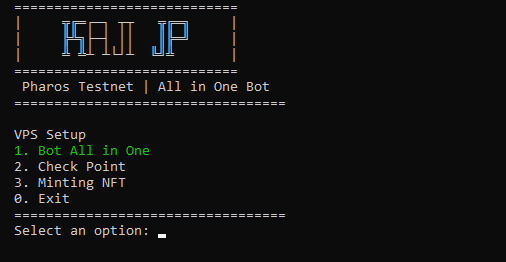 KAJI JP
Pharos Testnet | All in One Bot
VPS Setup
1. Bot All in One
2. Check Point
3. Minting NFT
0. Exit
Select an option: